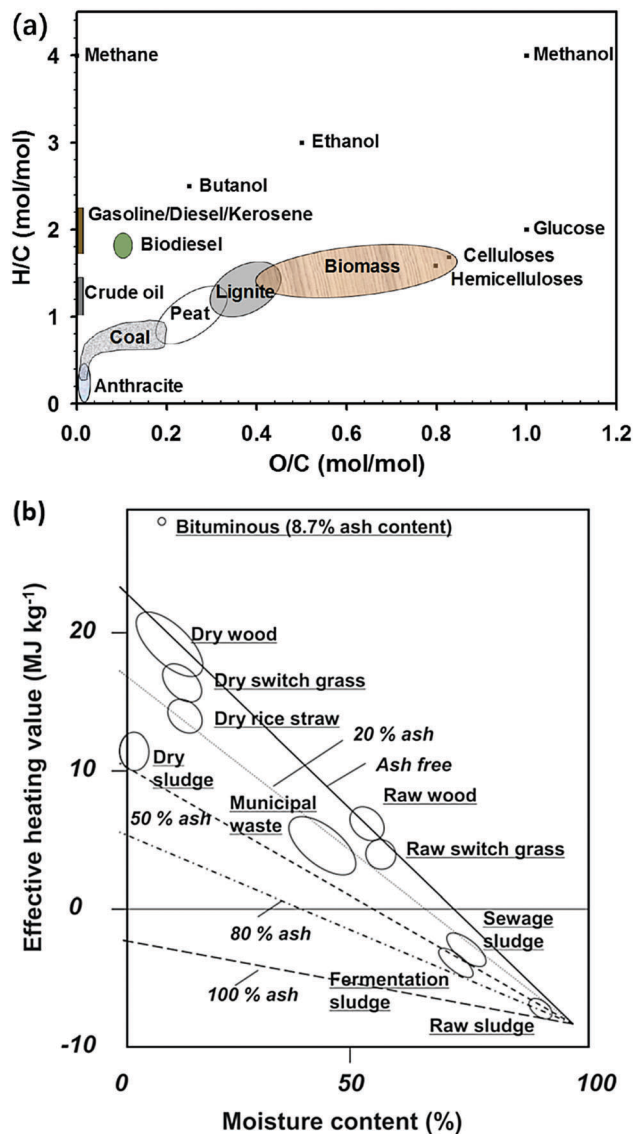 (a)
4
Methane
Methanol
H/C (mol/mol)
3
Ethanol
Butanol
Gasoline/Diesel/Kerosene
2
Glucose
Biodiesel
Celluloses
Biomass
Hemicelluloses
Crude oil
Lignite
Peat
1
Coal
Anthracite
0
0.0 0.2 0.4 0.6 0.8 1.0 1.2
O/C (mol/mol)
(b)
Bituminous (8.7% ash content)
Effective heating value (MJ kg-1)
20
Dry wood
Dry switch grass
Dry rice straw
20 % ash
Dry
sludge
Ash free
10
Municipal
waste
Raw wood
50 % ash
Raw switch grass
0
Sewage
sludge
80 % ash
Fermentation
sludge
100 % ash
Raw sludge
-10
0 50 100
Moisture content (%)